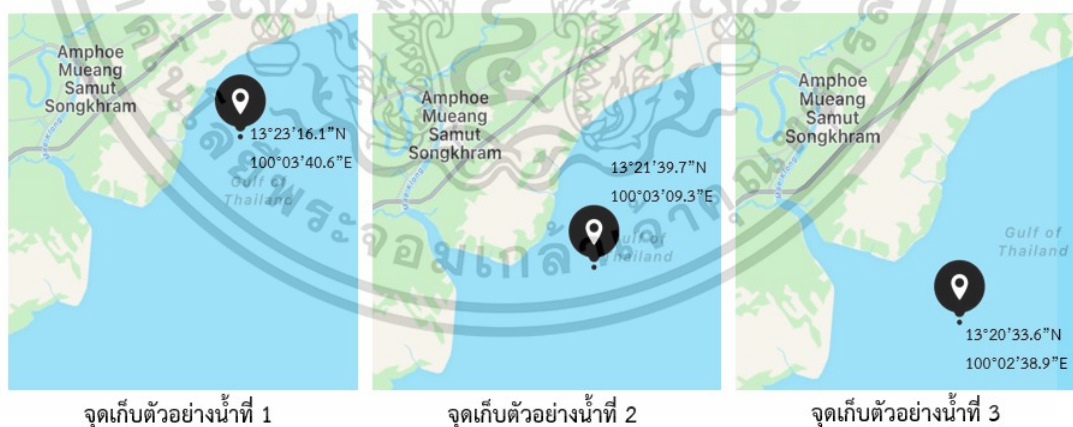 Amphoe
Mueang
Samut
Songkhram
13°23'16.1"N
100°03'40.6"E
Gulf of
Thailand
จุดเก็บตัวอย่างน้ำที่ 1
Amphoe
Mueang
Samut
Songkhram
13°21'39.7"N
100°03'09.3"E
Gulf of
Thailand
จุดเก็บตัวอย่างน้ำที่ 2
Amphoe
Mueang
Samut
Songkhram
Gulf of
Thailand
13°20'33.6"N
100°02'38.9"E
จุดเก็บตัวอย่างน้ำที่ 3